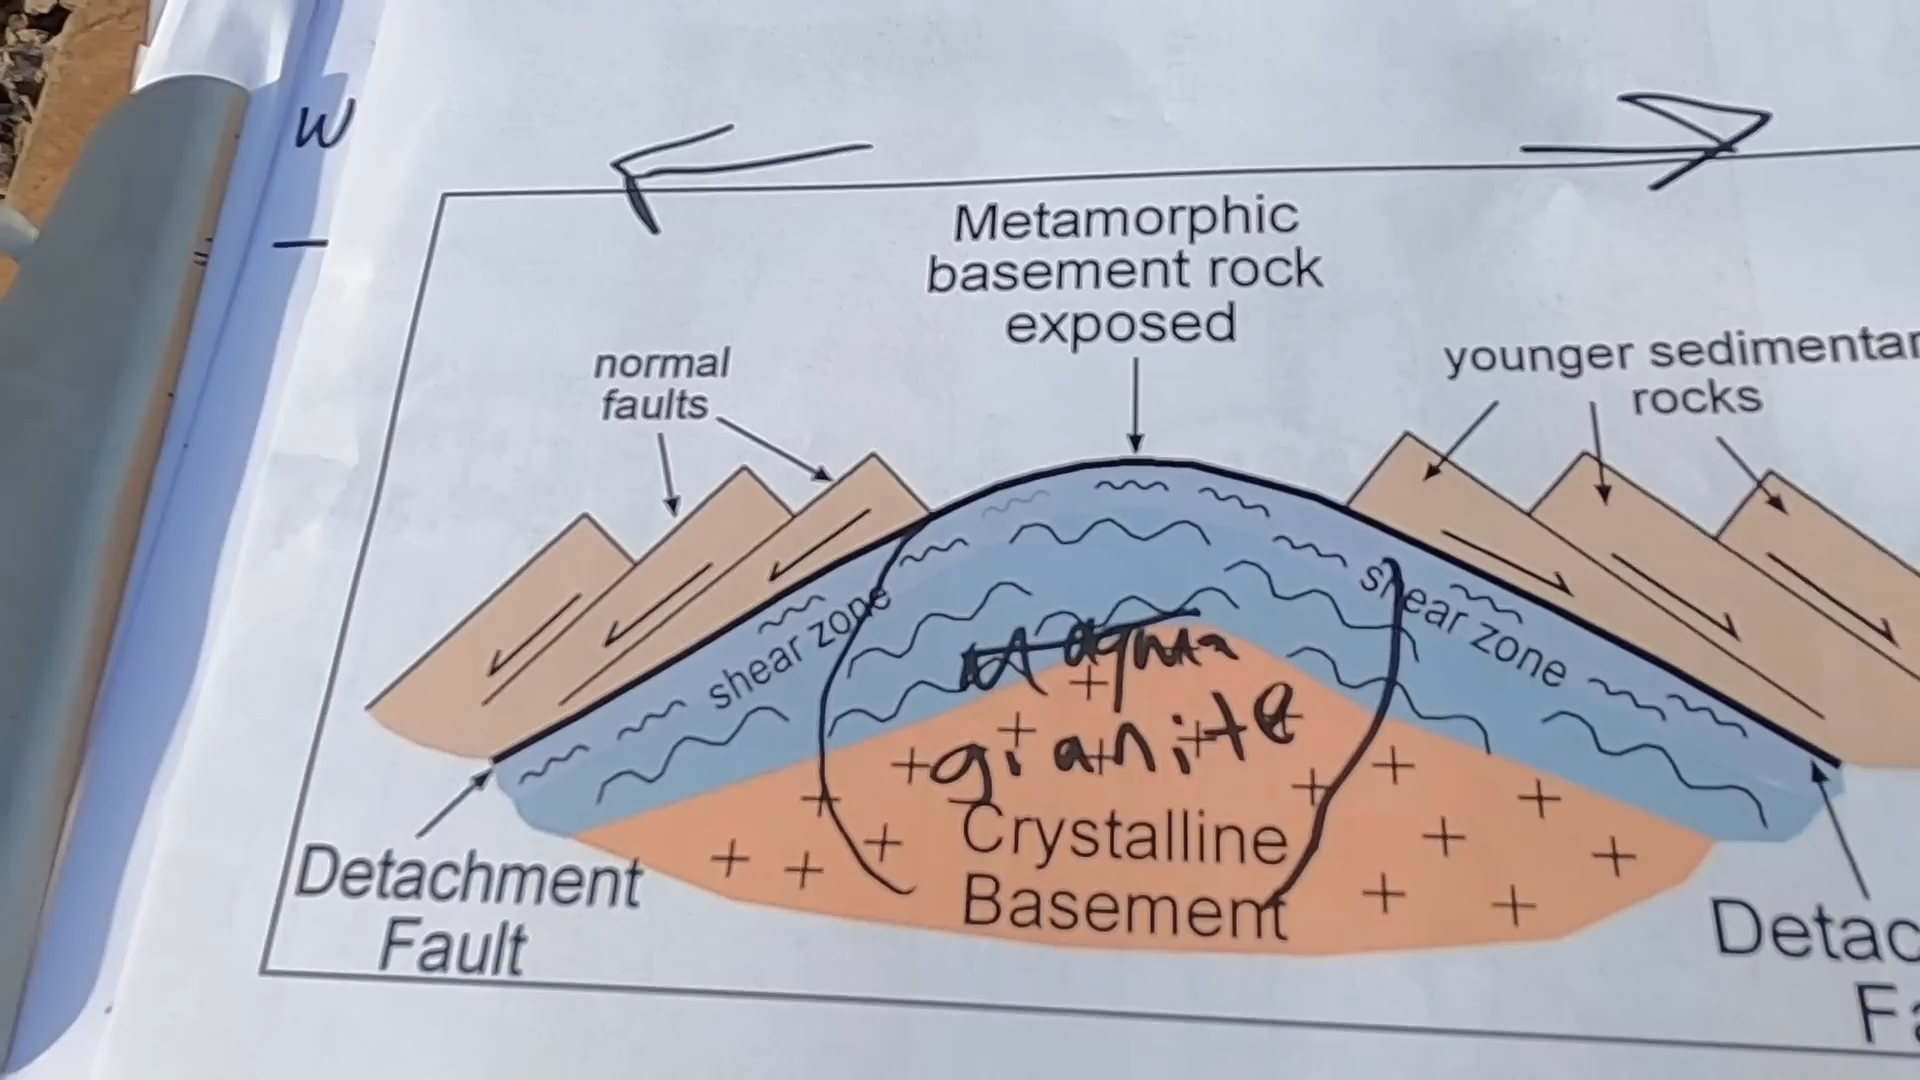 W
Metamorphic
basement rock
exposed
normal
faults
younger sedimentar
rocks
shear zone
shear zone
Magma
granite
Crystalline
Basement
Detachment
Fault
Detac
Fa